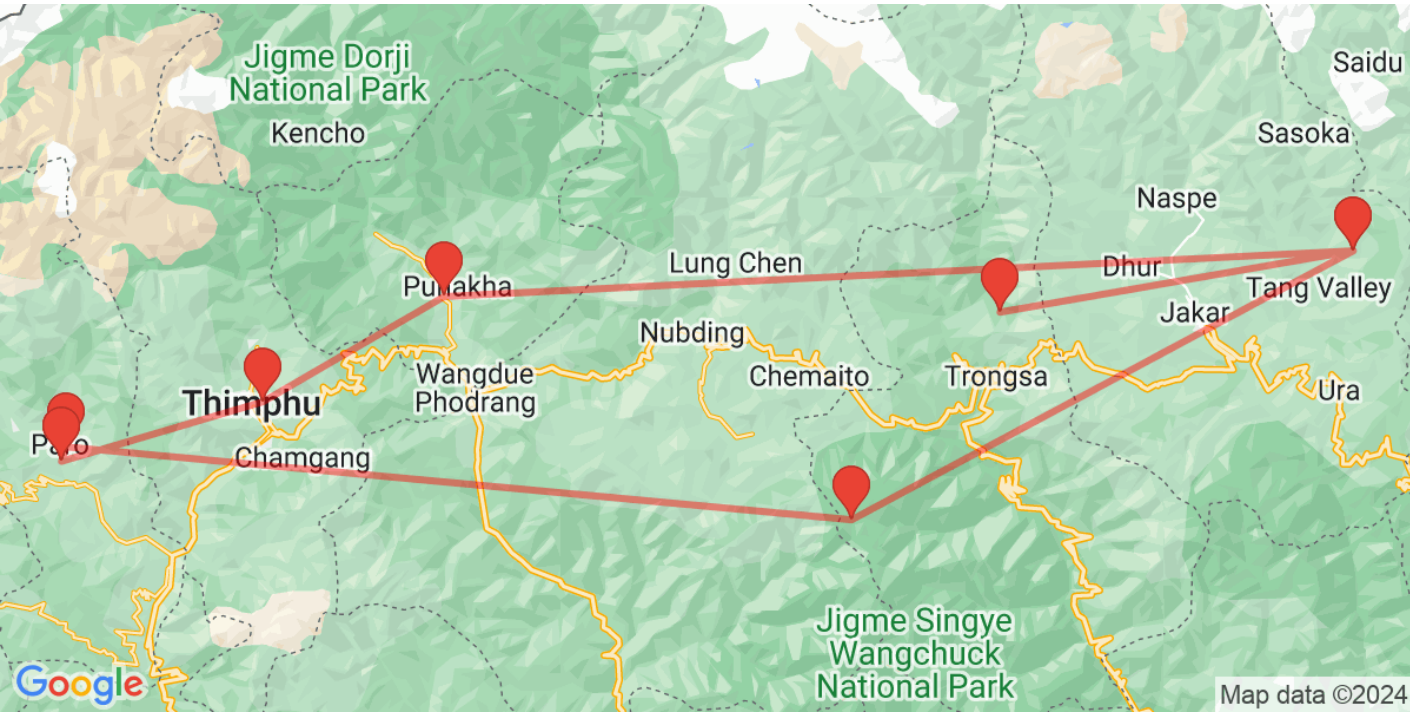 Jigme Dorji
National Park
Kencho
Saidu
Sasoka
Naspe
Lung Chen
Dhur
Punakha
Tang Valley
Jakar
Nubding
Wangdue
Phodrang
Chemaito
Trongsa
Ura
Thimphu
Paro
Chamgang
Jigme Singye
Wangchuck
National Park
Google
Map data ©2024